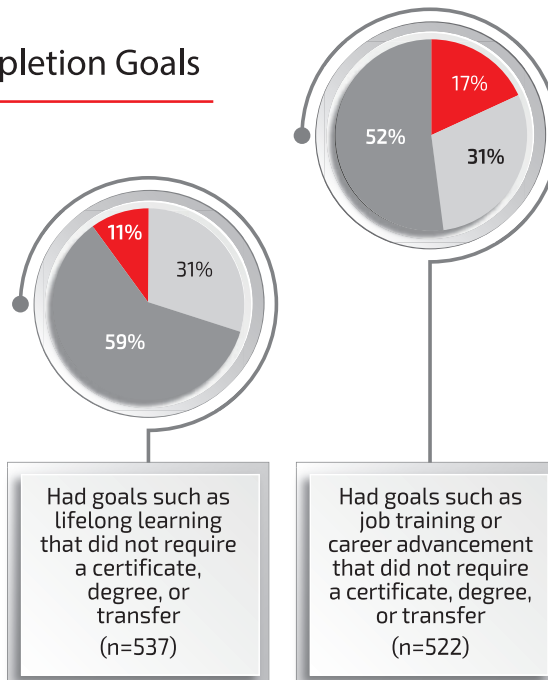 pletion Goals
17%
52%
31%
11%
31%
59%
Had goals such as
lifelong learning
that did not require
a certificate,
degree, or
transfer
(n=537)
Had goals such as
job training or
career advancement
that did not require
a certificate, degree,
or transfer
(n=522)